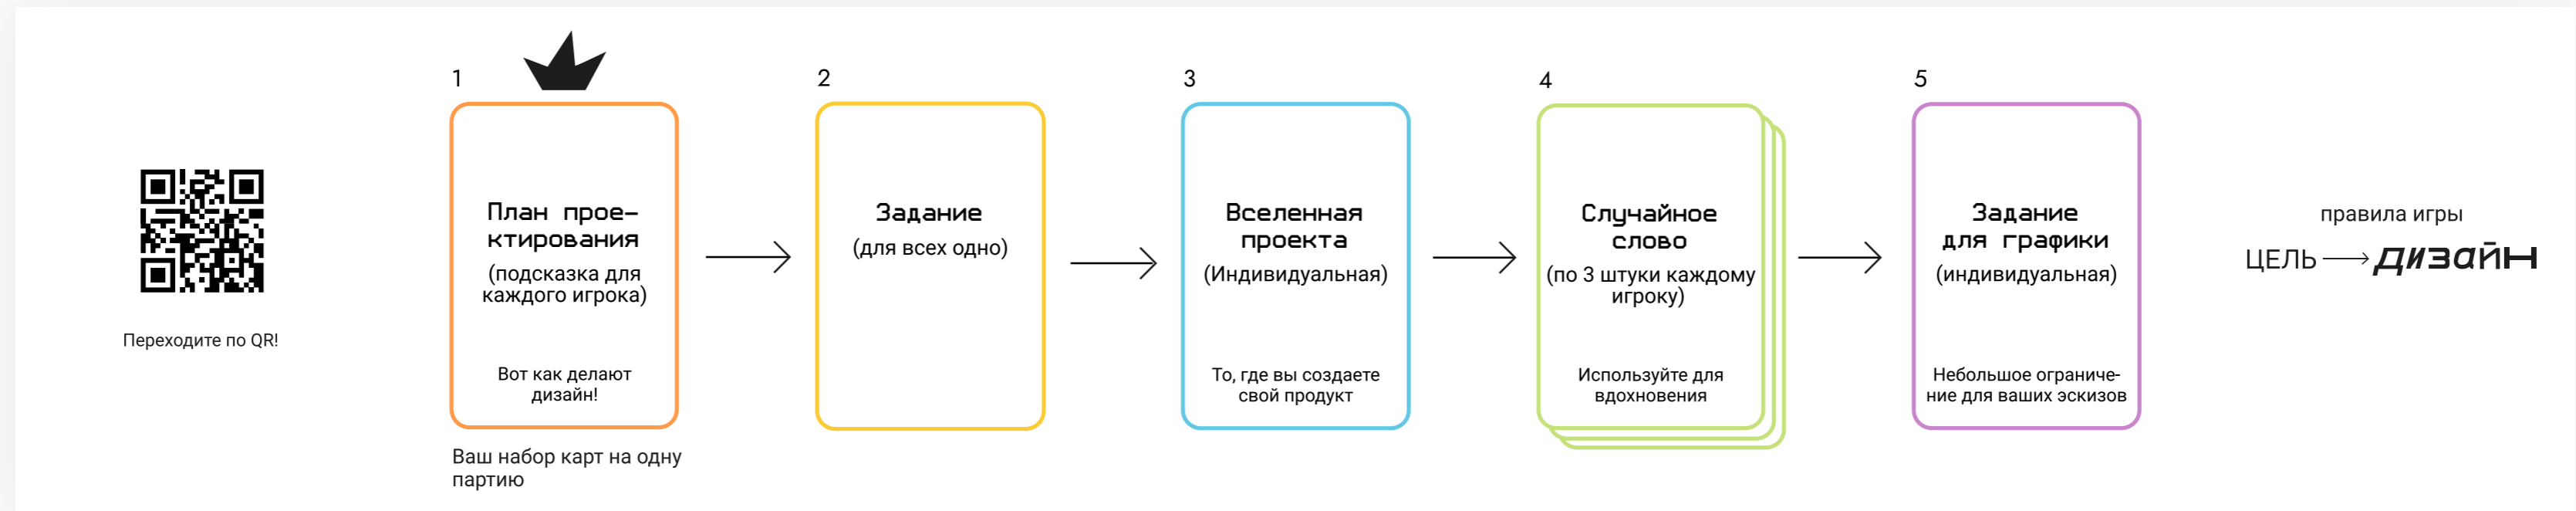 Переходите по QR!
1
План прое-
ктирования
(подсказка для
каждого игрока)
Вот как делают
дизайн!
Ваш набор карт на одну
партию
2
Задание
(для всех одно)
3
Вселенная
проекта
(Индивидуальная)
То, где вы создаете
свой продукт
4
Случайное
слово
(по 3 штуки каждому
игроку)
Используйте для
вдохновения
5
Задание
для графики
(индивидуальная)
Небольшое ограниче-
ние для ваших эскизов
правила игры
ЦЕЛЬ → дизайн